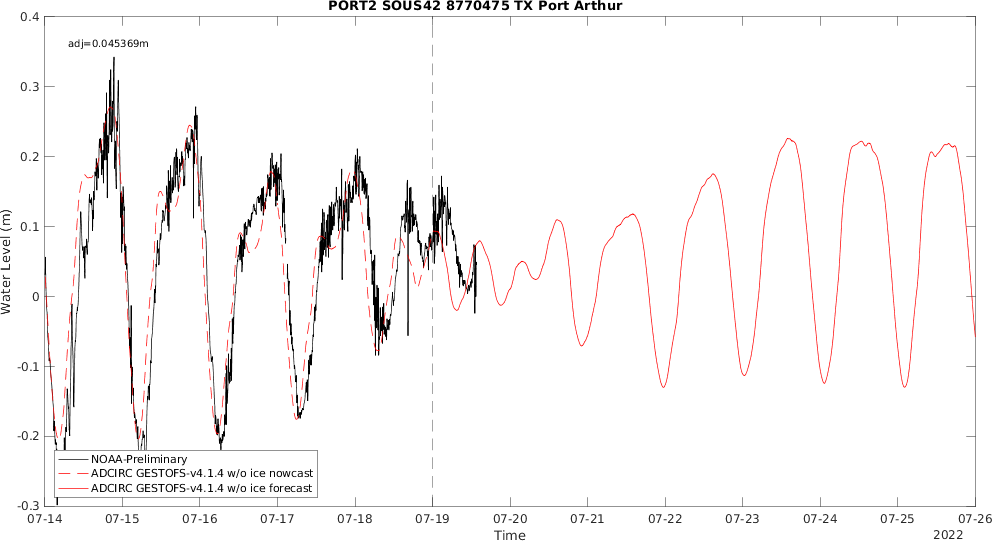 PORT2 SOUS42 8770475 TX Port Arthur
adj=0.045369m
0.4
0.3
0.2
0.1
0
-0.1
-0.2
-0.3
Water Level (m)
NOAA-Preliminary
ADCIRC GESTOFS-v4.1.4 w/o ice nowcast
ADCIRC GESTOFS-v4.1.4 w/o ice forecast
07-14 07-15 07-16 07-17 07-18 07-19 07-20 07-21 07-22 07-23 07-24 07-25 07-26
Time
2022